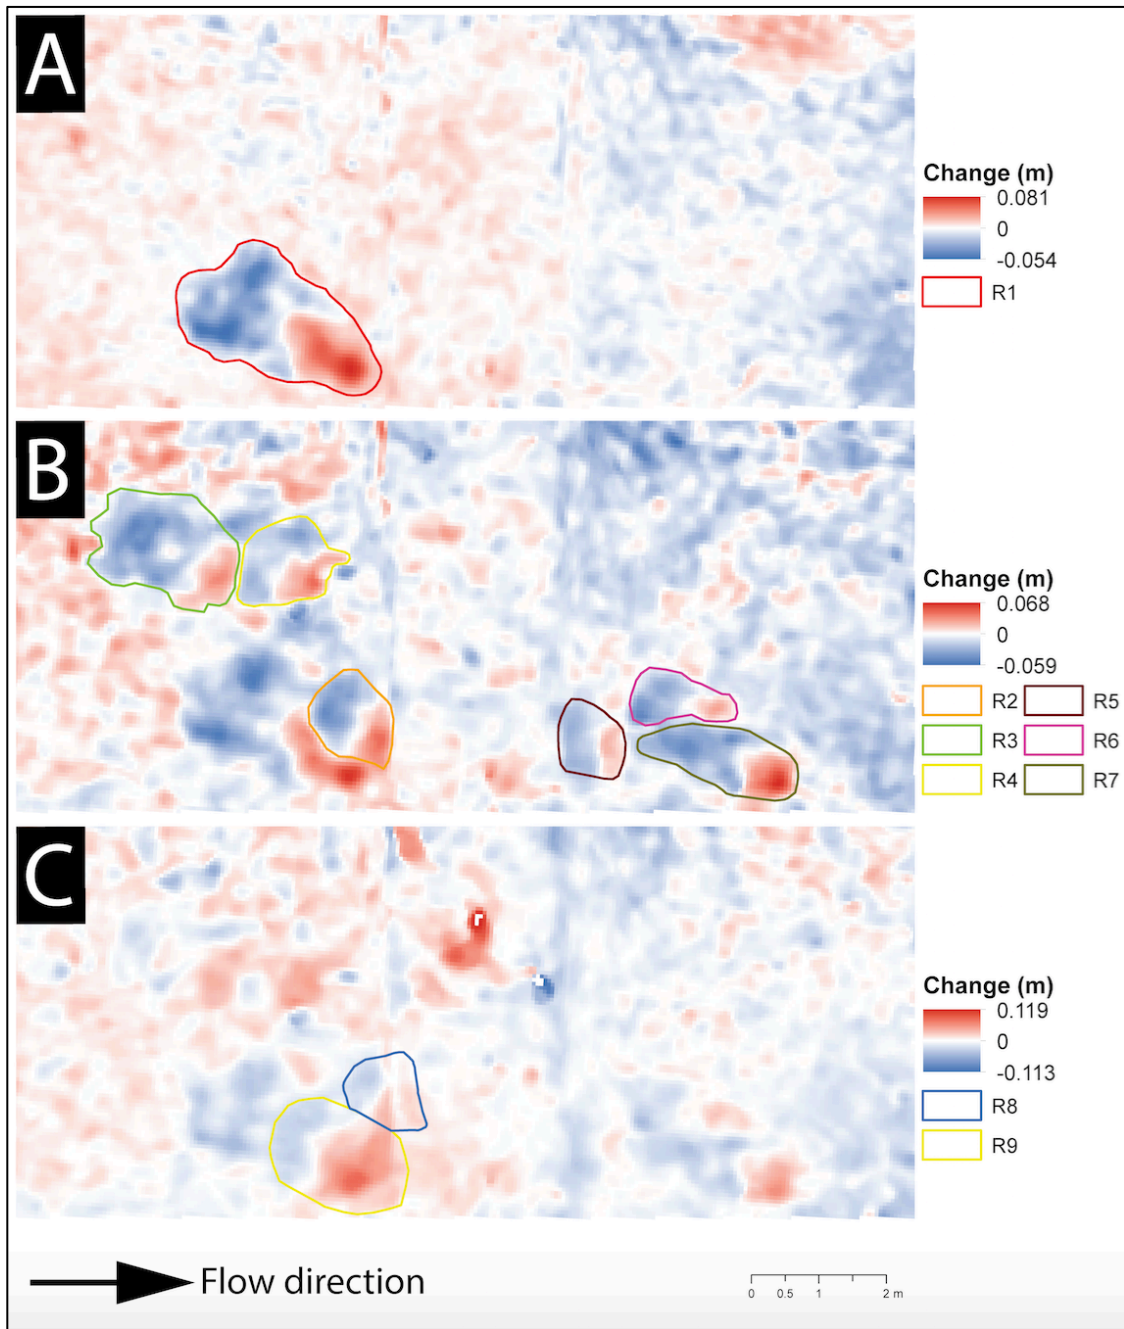 A
Change (m)
0.081
0
-0.054
R1
B
Change (m)
0.068
0
-0.059
R2 R5
R3 R6
R4 R7
C
Change (m)
0.119
0
-0.113
R8
R9
Flow direction
0 0.5 1 2 m